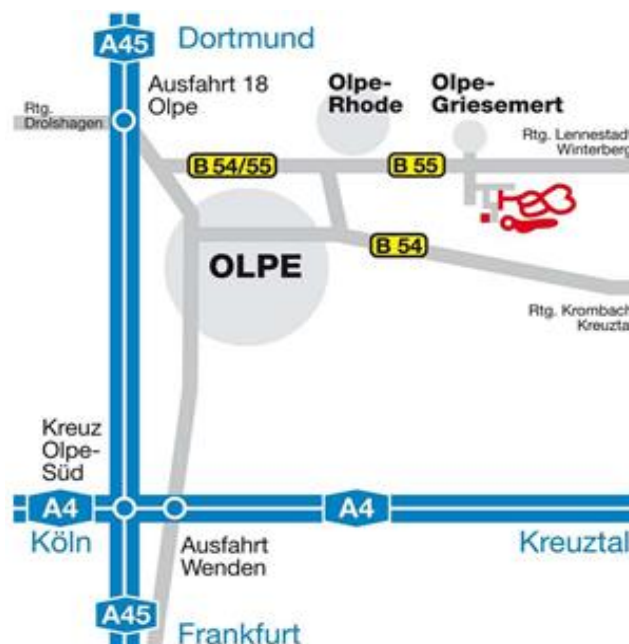 A45
Dortmund
Ausfahrt 18
Olpe
Rtg.
Drolshagen
Olpe-
Rhode
Olpe-
Griesemert
Rtg. Lennestadt
Winterberg
B 54/55
B 55
OLPE
B 54
Rtg. Krombach
Kreuztal
Kreuz
Olpe-
Süd
A4
A4
Köln
Ausfahrt
Wenden
Kreuztal
A45
Frankfurt